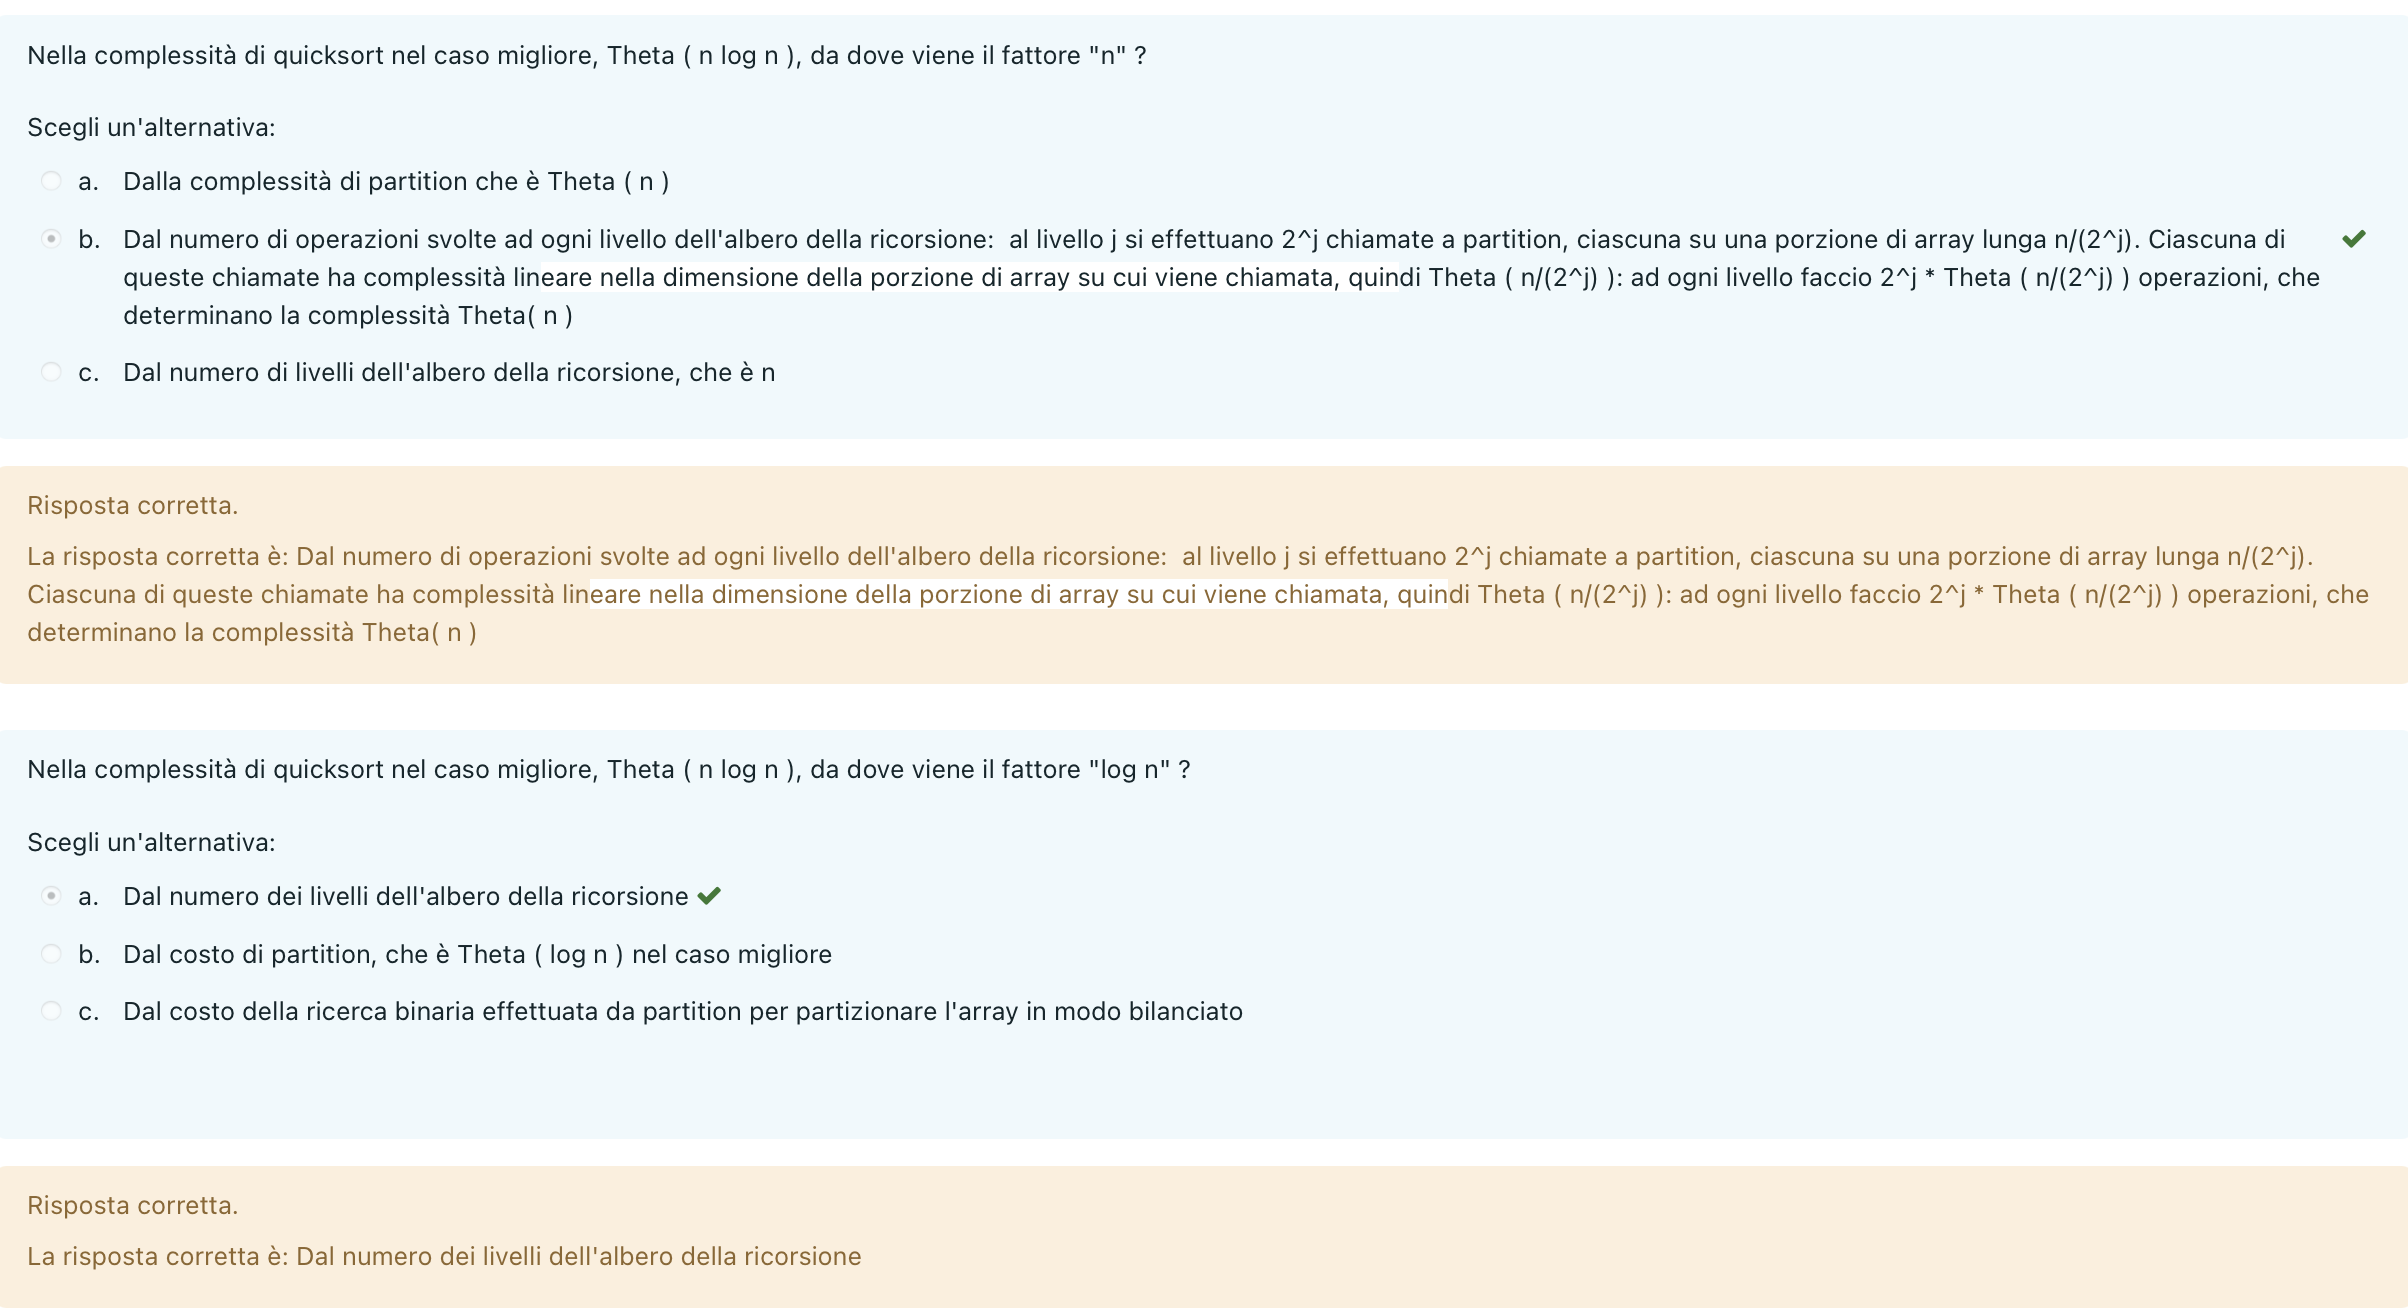 Nella complessità di quicksort nel caso migliore, Theta ( n log n ), da dove viene il fattore "n" ?
Scegli un'alternativa:
a. Dalla complessità di partition che è Theta ( n )
b. Dal numero di operazioni svolte ad ogni livello dell'albero della ricorsione:  al livello j si effettuano 2^j chiamate a partition, ciascuna su una porzione di array lunga n/(2^j). Ciascuna di
queste chiamate ha complessità lineare nella dimensione della porzione di array su cui viene chiamata, quindi Theta ( n/(2^j) ): ad ogni livello faccio 2^j * Theta ( n/(2^j) ) operazioni, che
determinano la complessità Theta( n )
c. Dal numero di livelli dell'albero della ricorsione, che è n
Risposta corretta.
La risposta corretta è: Dal numero di operazioni svolte ad ogni livello dell'albero della ricorsione:  al livello j si effettuano 2^j chiamate a partition, ciascuna su una porzione di array lunga n/(2^j).
Ciascuna di queste chiamate ha complessità lineare nella dimensione della porzione di array su cui viene chiamata, quindi Theta ( n/(2^j) ): ad ogni livello faccio 2^j * Theta ( n/(2^j) ) operazioni, che
determinano la complessità Theta( n )
Nella complessità di quicksort nel caso migliore, Theta ( n log n ), da dove viene il fattore "log n" ?
Scegli un'alternativa:
a. Dal numero dei livelli dell'albero della ricorsione
b. Dal costo di partition, che è Theta ( log n ) nel caso migliore
c. Dal costo della ricerca binaria effettuata da partition per partizionare l'array in modo bilanciato
Risposta corretta.
La risposta corretta è: Dal numero dei livelli dell'albero della ricorsione